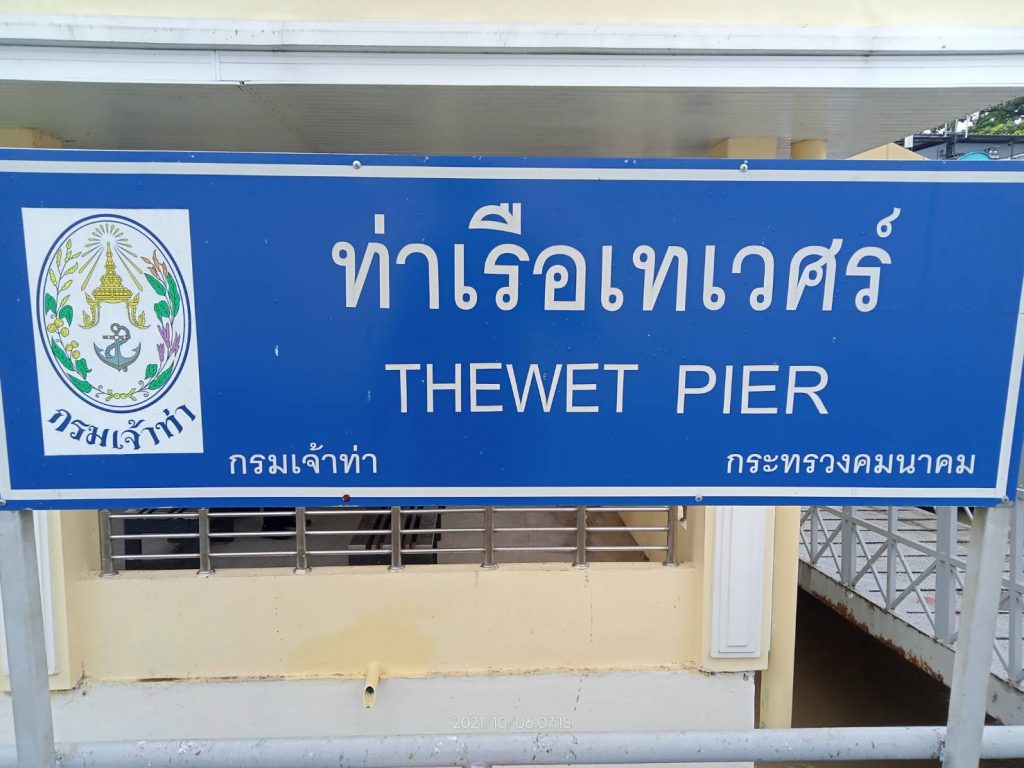 ท่าเรือเทเวศร์
THEWET PIER
กรมเจ้าท่า
กรมเจ้าท่า
กระทรวงคมนาคม
2021 10 06 07:18